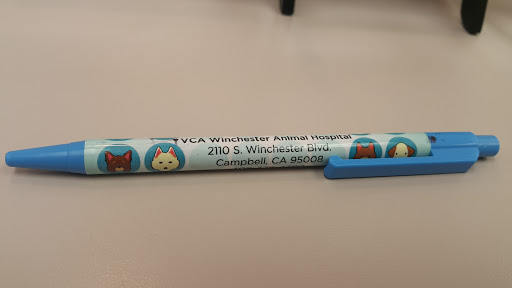 VCA Winchester Animal Hospital
2110 S. Winchester Blvd.
Campbell, CA 95008